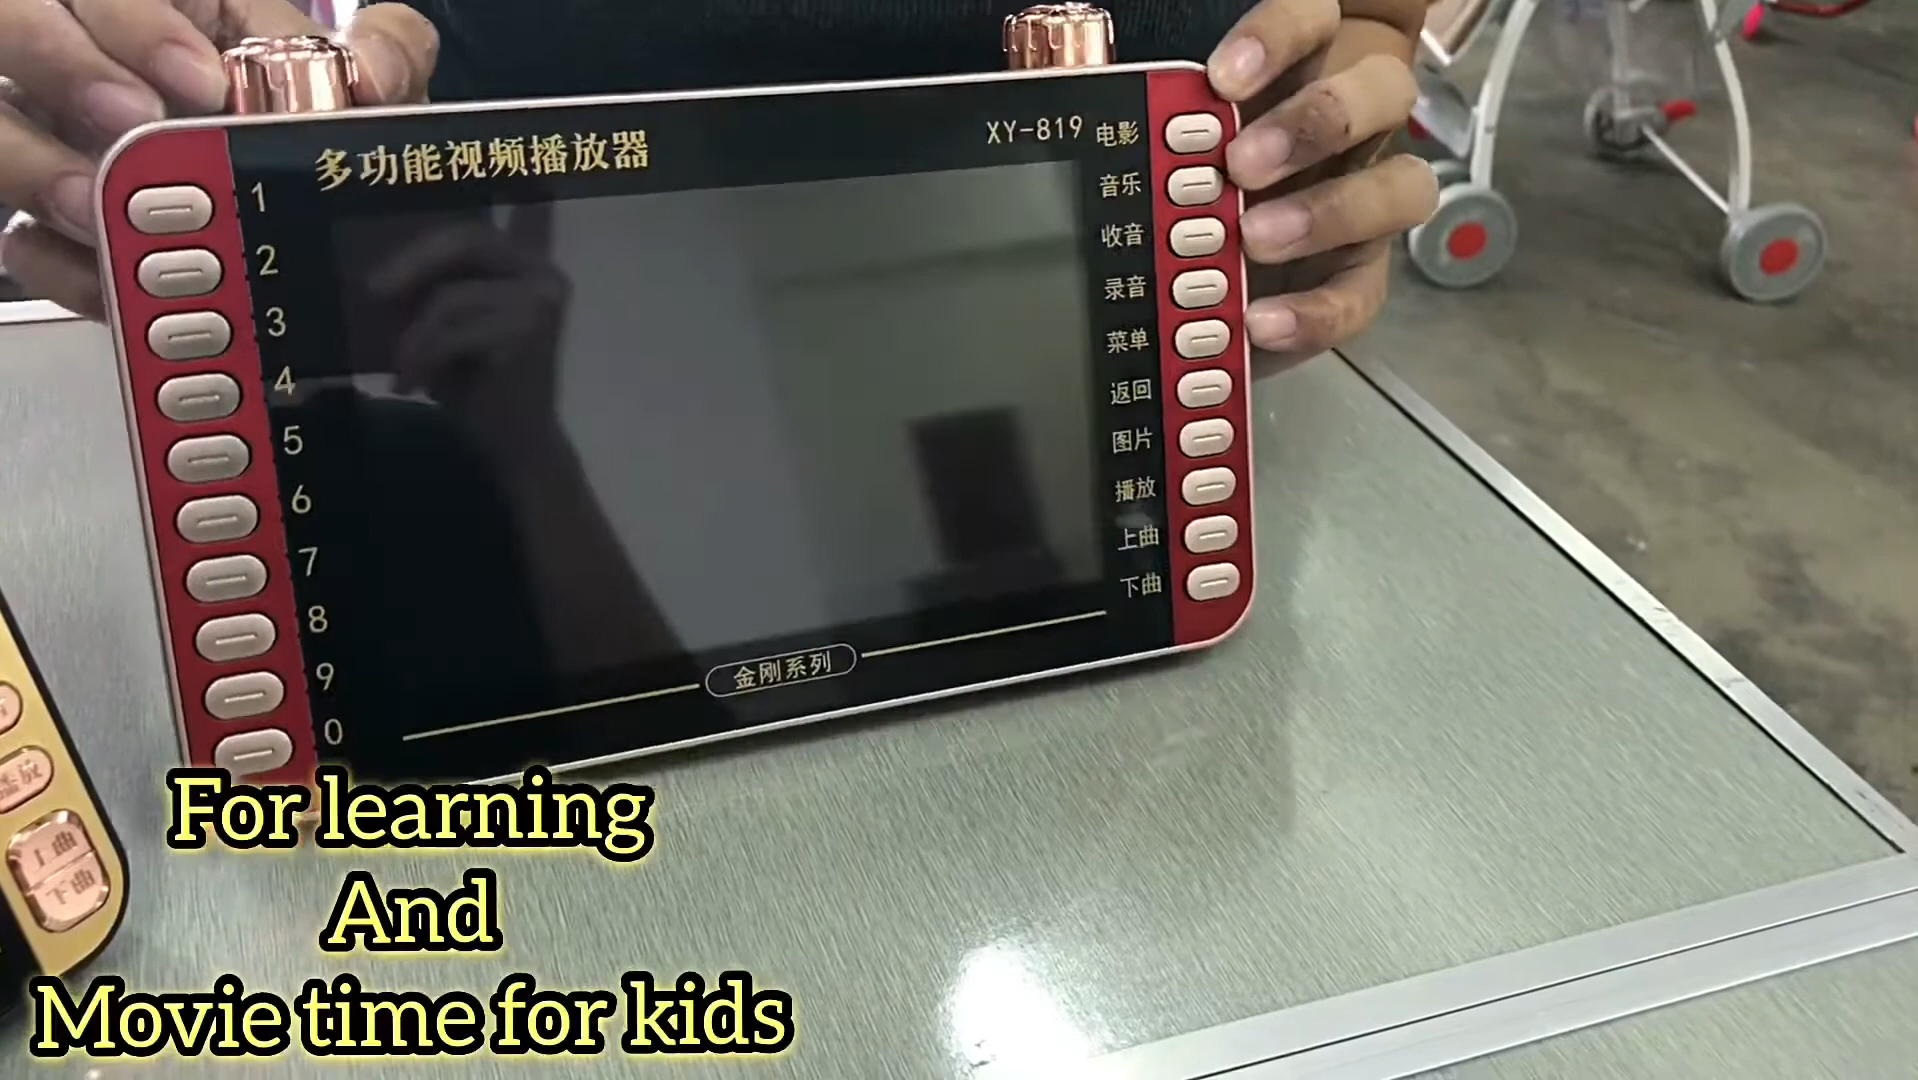 多功能视频播放器
XY-819
1
2
3
4
5
6
7
8
9
0
电影
音乐
收音
录音
菜单
返回
图片
播放
上曲
下曲
金刚系列
播放
上曲
下曲
For learning
And
Movie time for kids